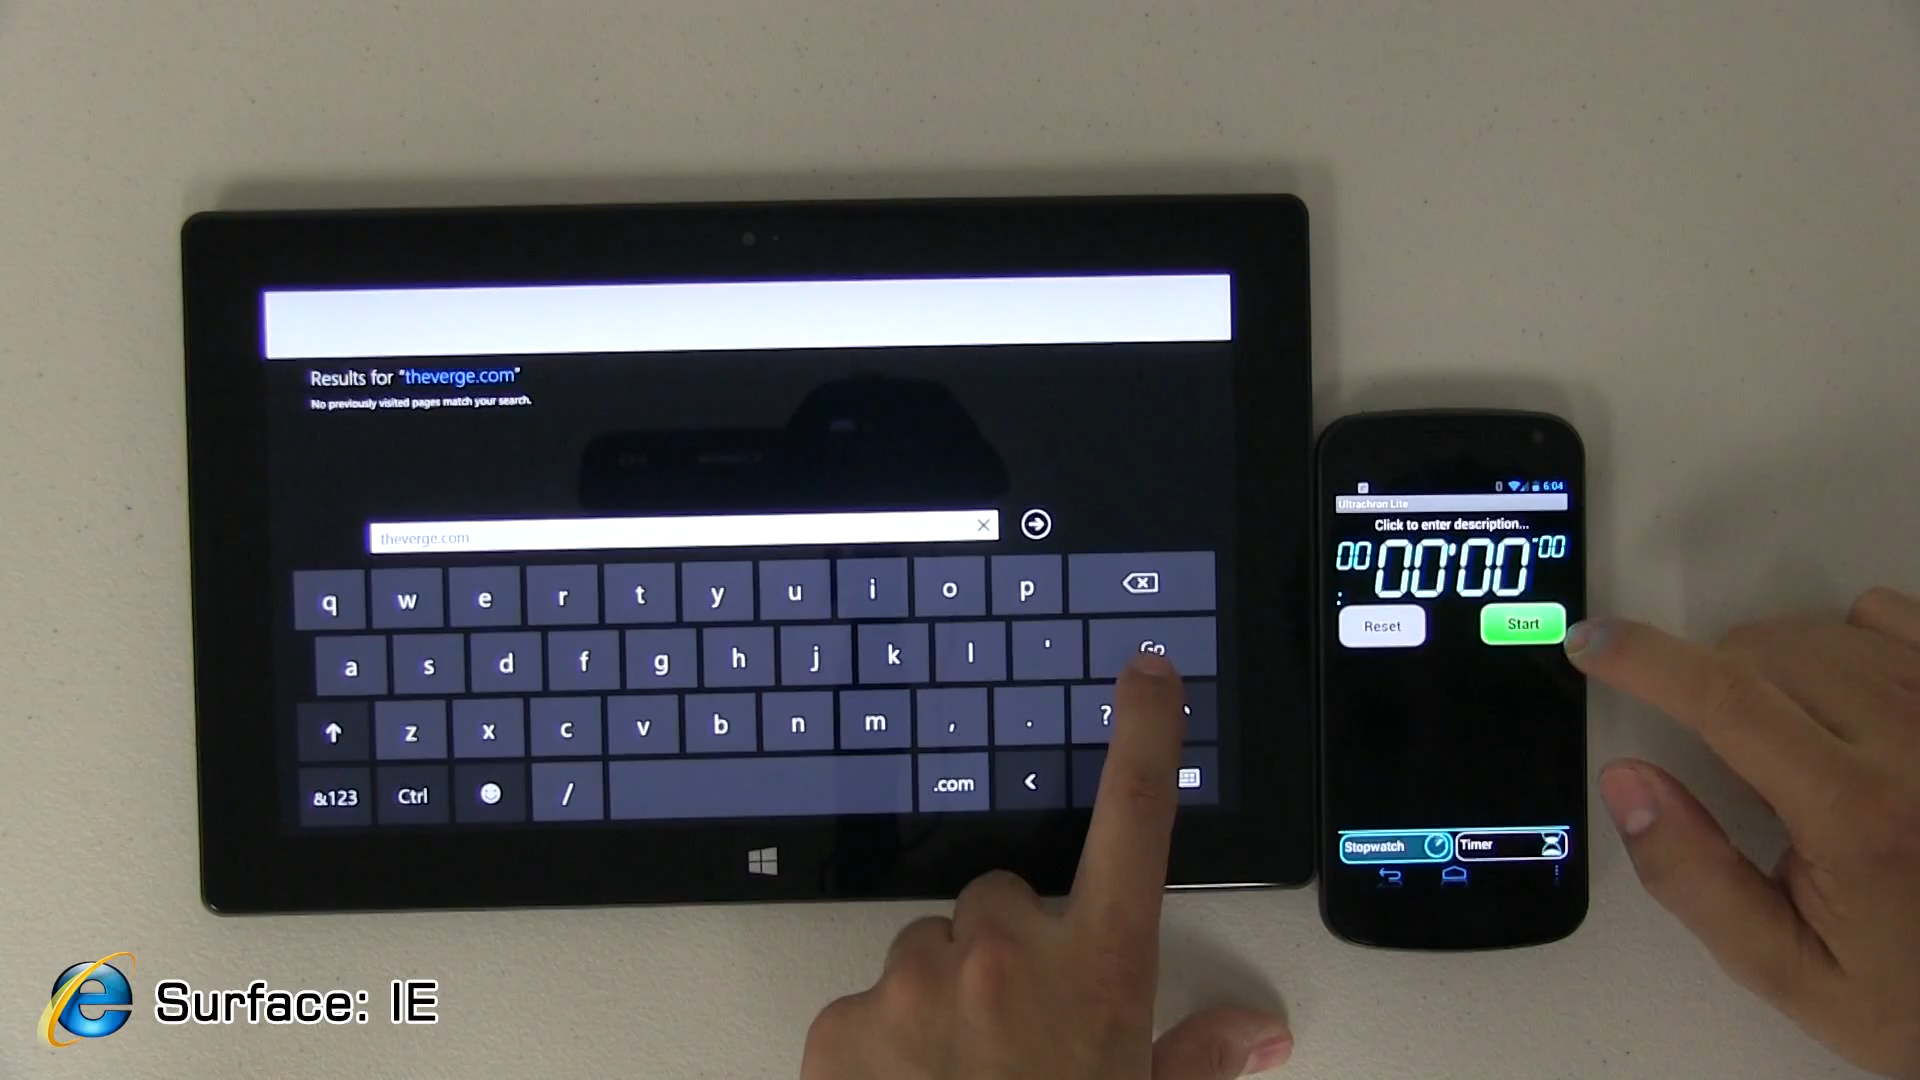 Results for "theverge.com"
No previously visited pages match your search.
theverge.com
q w e r t y u i o p
a s d f g h j k l ' Go
z x c v b n m , . ?
&123 Ctrl / .com <
6:04
Ultrachron Lite
Click to enter description...
00 00'00 -00
Reset Start
Stopwatch Timer
Surface: IE